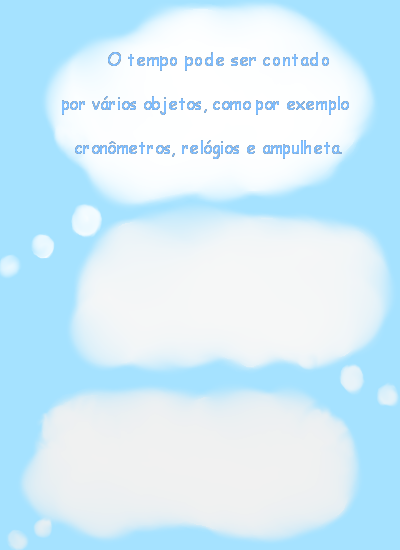 O tempo pode ser contado
por vários objetos, como por exemplo
cronômetros, relógios e ampulheta.